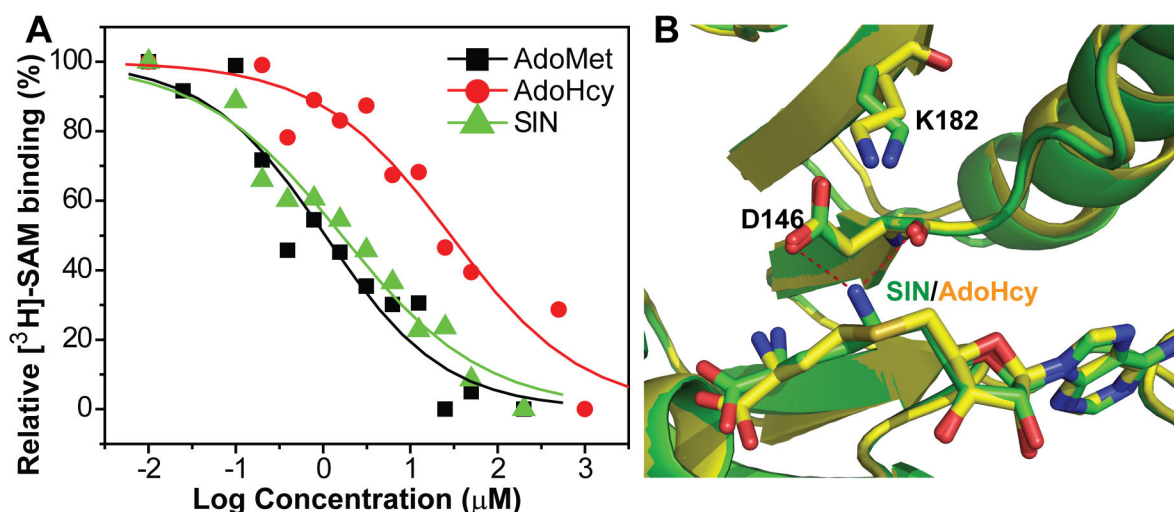 A
Relative [³H]-SAM binding (%)
100
80
60
40
20
0
-2 -1 0 1 2 3
Log Concentration (μM)
AdoMet
AdoHcy
SIN
B
K182
D146
SIN/AdoHcy